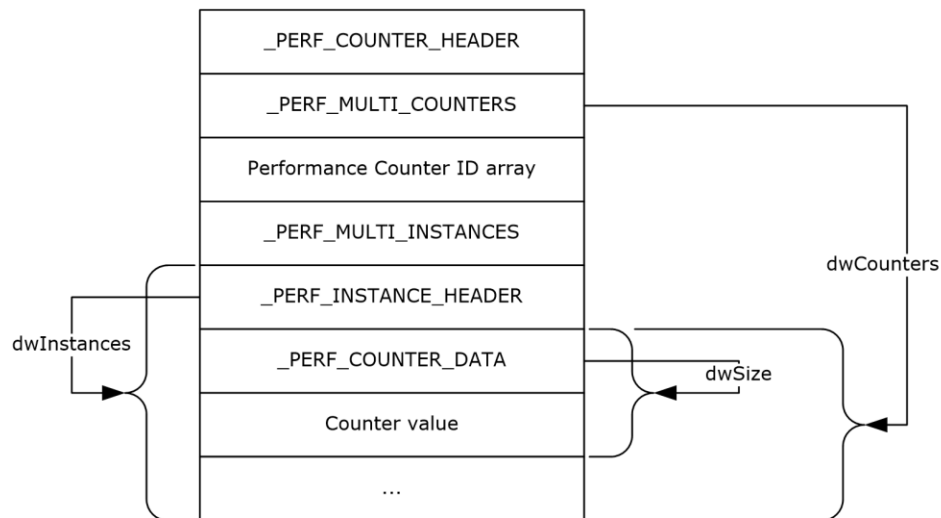 _PERF_COUNTER_HEADER
_PERF_MULTI_COUNTERS
Performance Counter ID array
_PERF_MULTI_INSTANCES
dwCounters
_PERF_INSTANCE_HEADER
dwInstances
_PERF_COUNTER_DATA
dwSize
Counter value
...